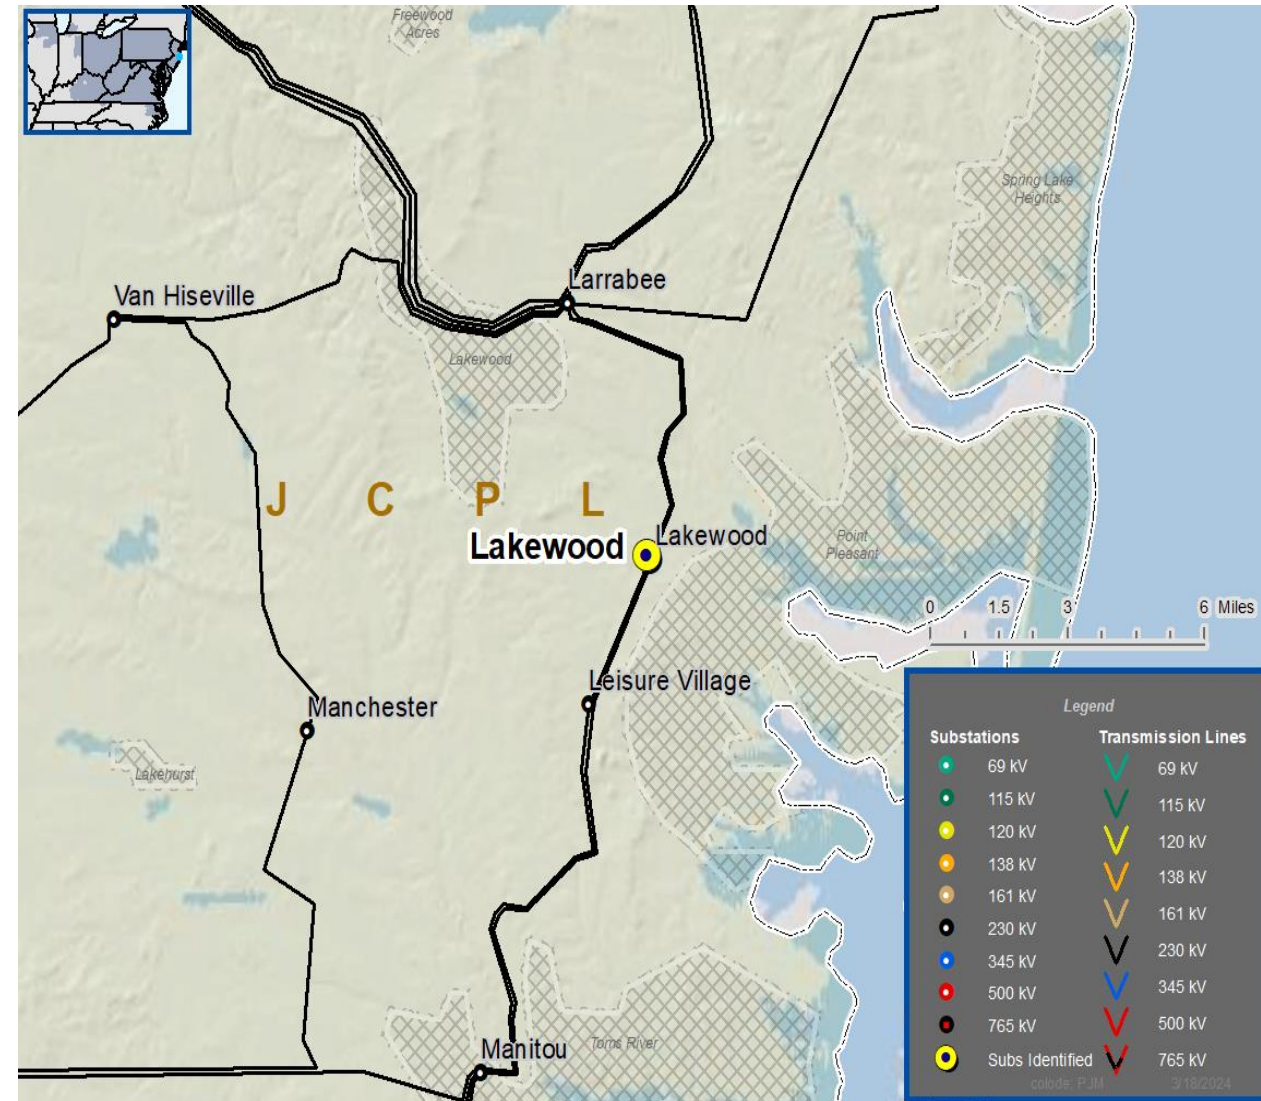 Freewood
Acres
Spring Lake
Heights
Larrabee
Van Hiseville
Lakewood
J C P L
Lakewood
Lakewood
Point
Pleasant
0 1.5 3 6 Miles
Leisure Village
Manchester
Lakehurst
Manitou
Toms River
Legend
Substations Transmission Lines
69 kV 69 kV
115 kV 115 kV
120 kV 120 kV
138 kV 138 kV
161 kV 161 kV
230 kV 230 kV
345 kV 345 kV
500 kV 500 kV
765 kV 765 kV
Subs Identified
colode: PJM 3/18/2024